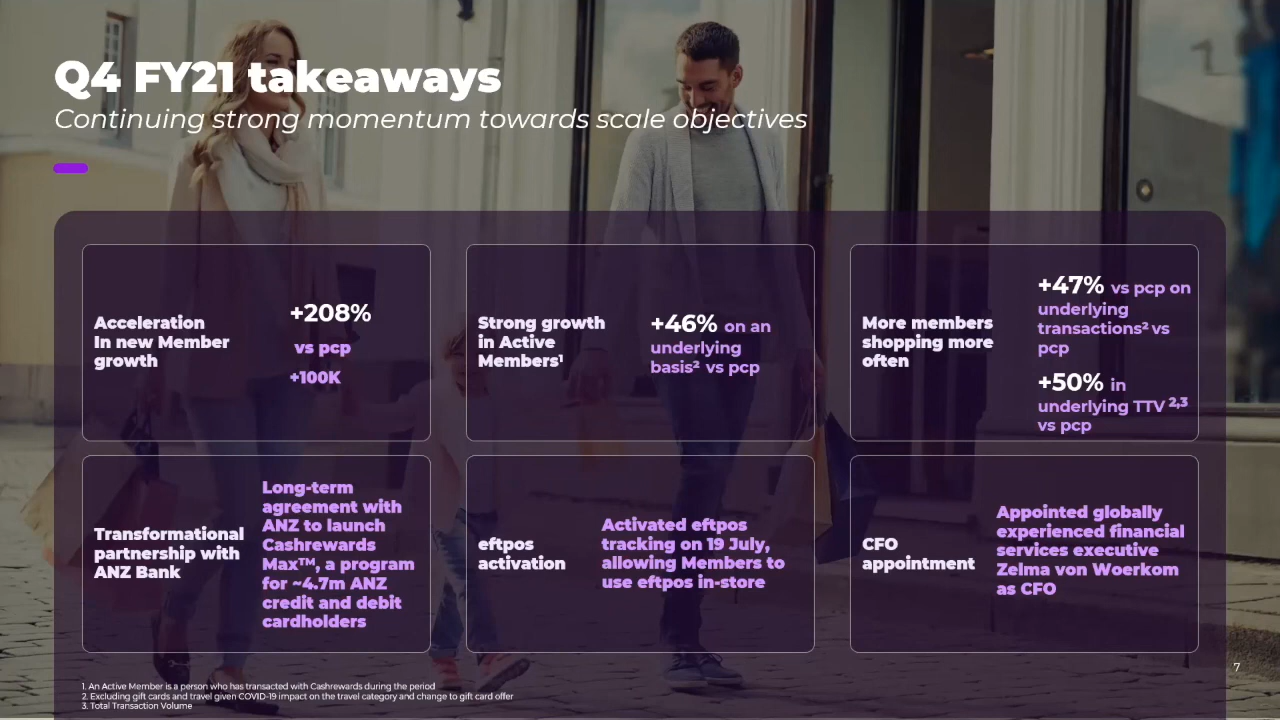 Q4 FY21 takeaways
Continuing strong momentum towards scale objectives
Acceleration
In new Member
growth
+208%
vs pcp
+100K
Strong growth
in Active
Members¹
+46% on an
underlying
basis² vs pcp
More members
shopping more
often
+47% vs pcp on
underlying
transactions² vs
pcp
+50% in
underlying TTV 2,3
vs pcp
Transformational
partnership with
ANZ Bank
Long-term
agreement with
ANZ to launch
Cashrewards
Max™, a program
for ~4.7m ANZ
credit and debit
cardholders
eftpos
activation
Activated eftpos
tracking on 19 July,
allowing Members to
use eftpos in-store
CFO
appointment
Appointed globally
experienced financial
services executive
Zelma von Woerkom
as CFO
7
1. An Active Member is a person who has transacted with Cashrewards during the period
2. Excluding gift cards and travel given COVID-19 impact on the travel category and change to gift card offer
3. Total Transaction Volume